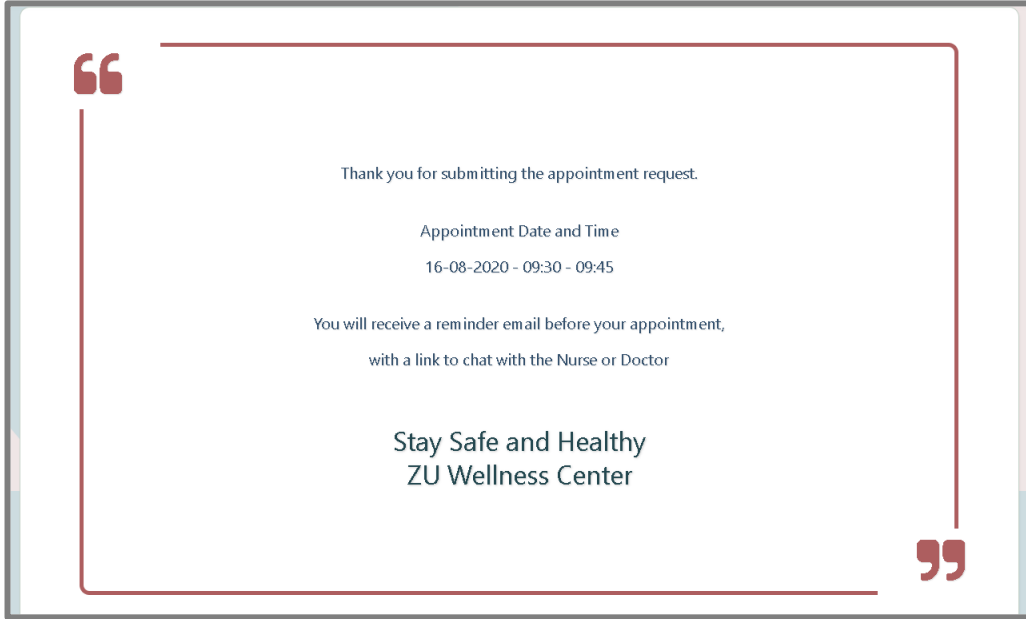 Thank you for submitting the appointment request.
Appointment Date and Time
16-08-2020 - 09:30 - 09:45
You will receive a reminder email before your appointment,
with a link to chat with the Nurse or Doctor
Stay Safe and Healthy
ZU Wellness Center